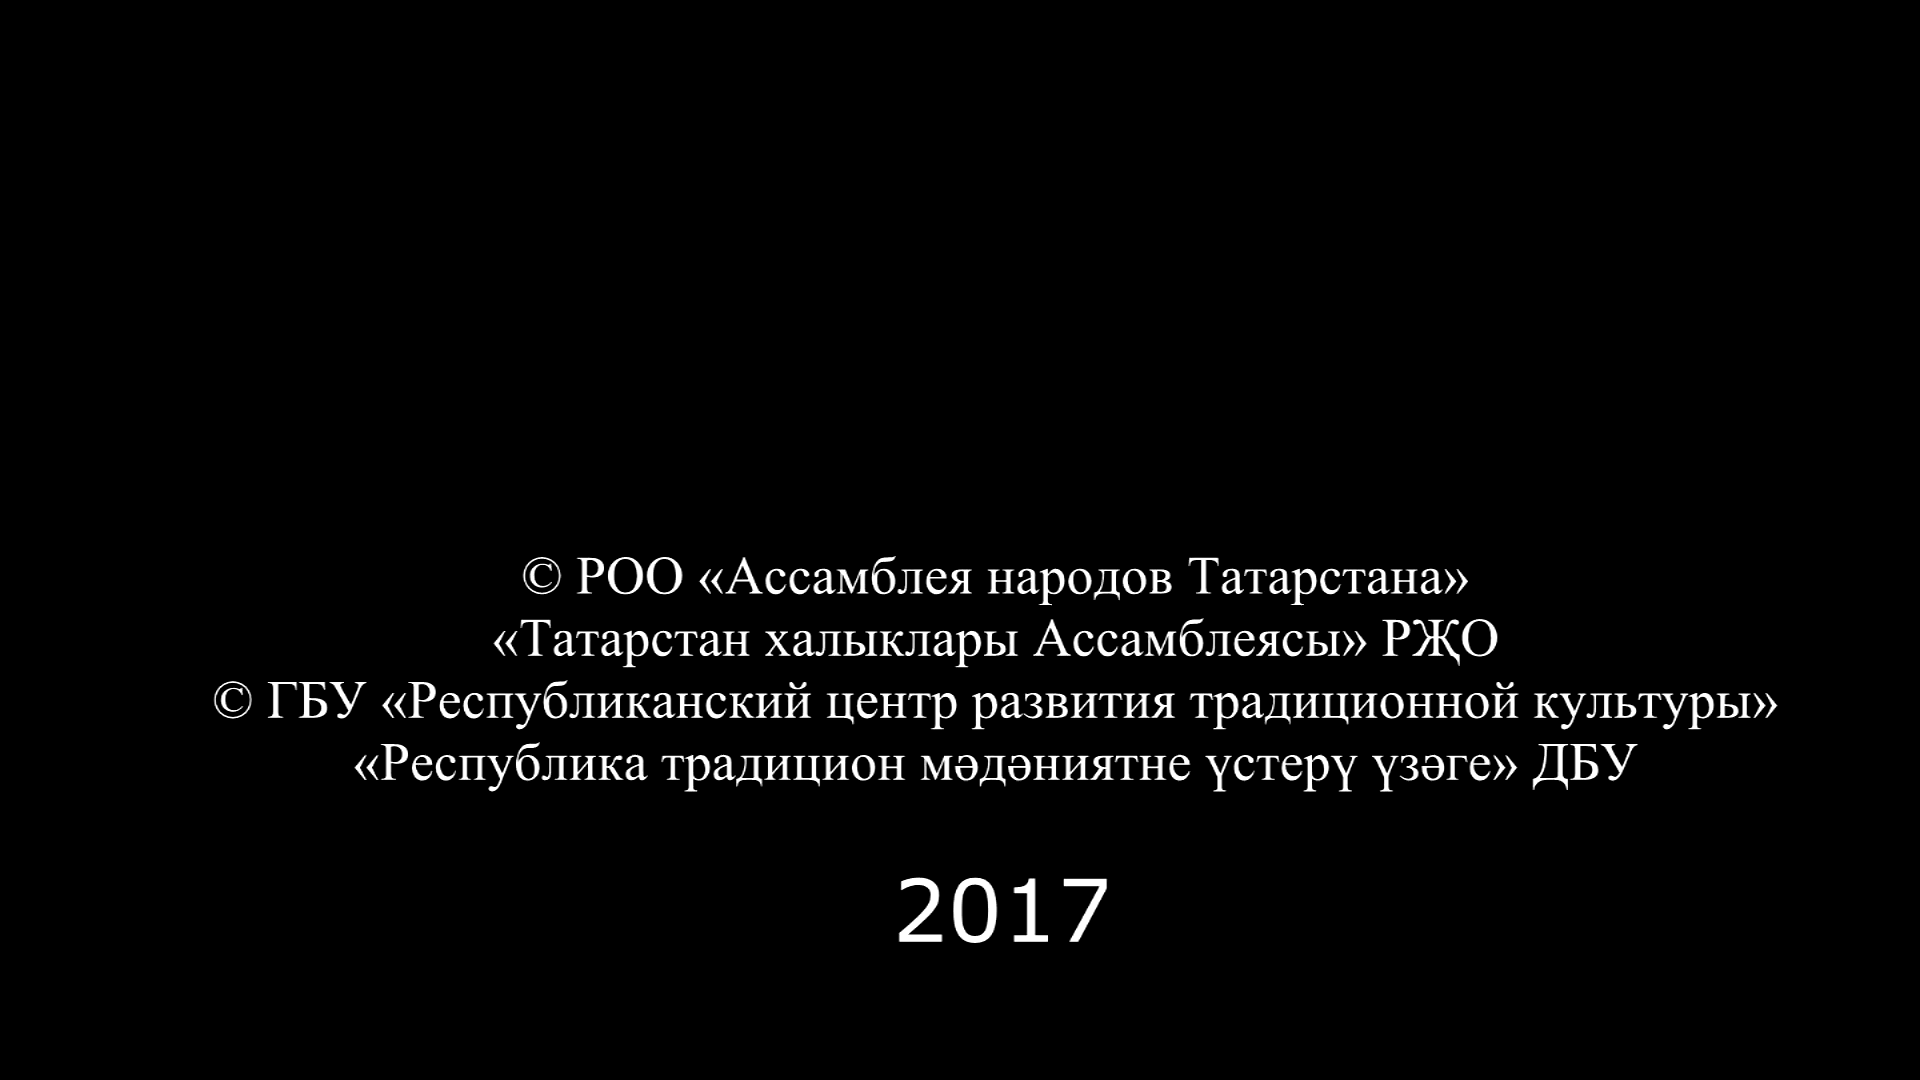 © РОО «Ассамблея народов Татарстана»
«Татарстан халыклары Ассамблеясы» РҖО
© ГБУ «Республиканский центр развития традиционной культуры»
«Республика традицион мәдәниятне үстерү үзәге» ДБУ
2017